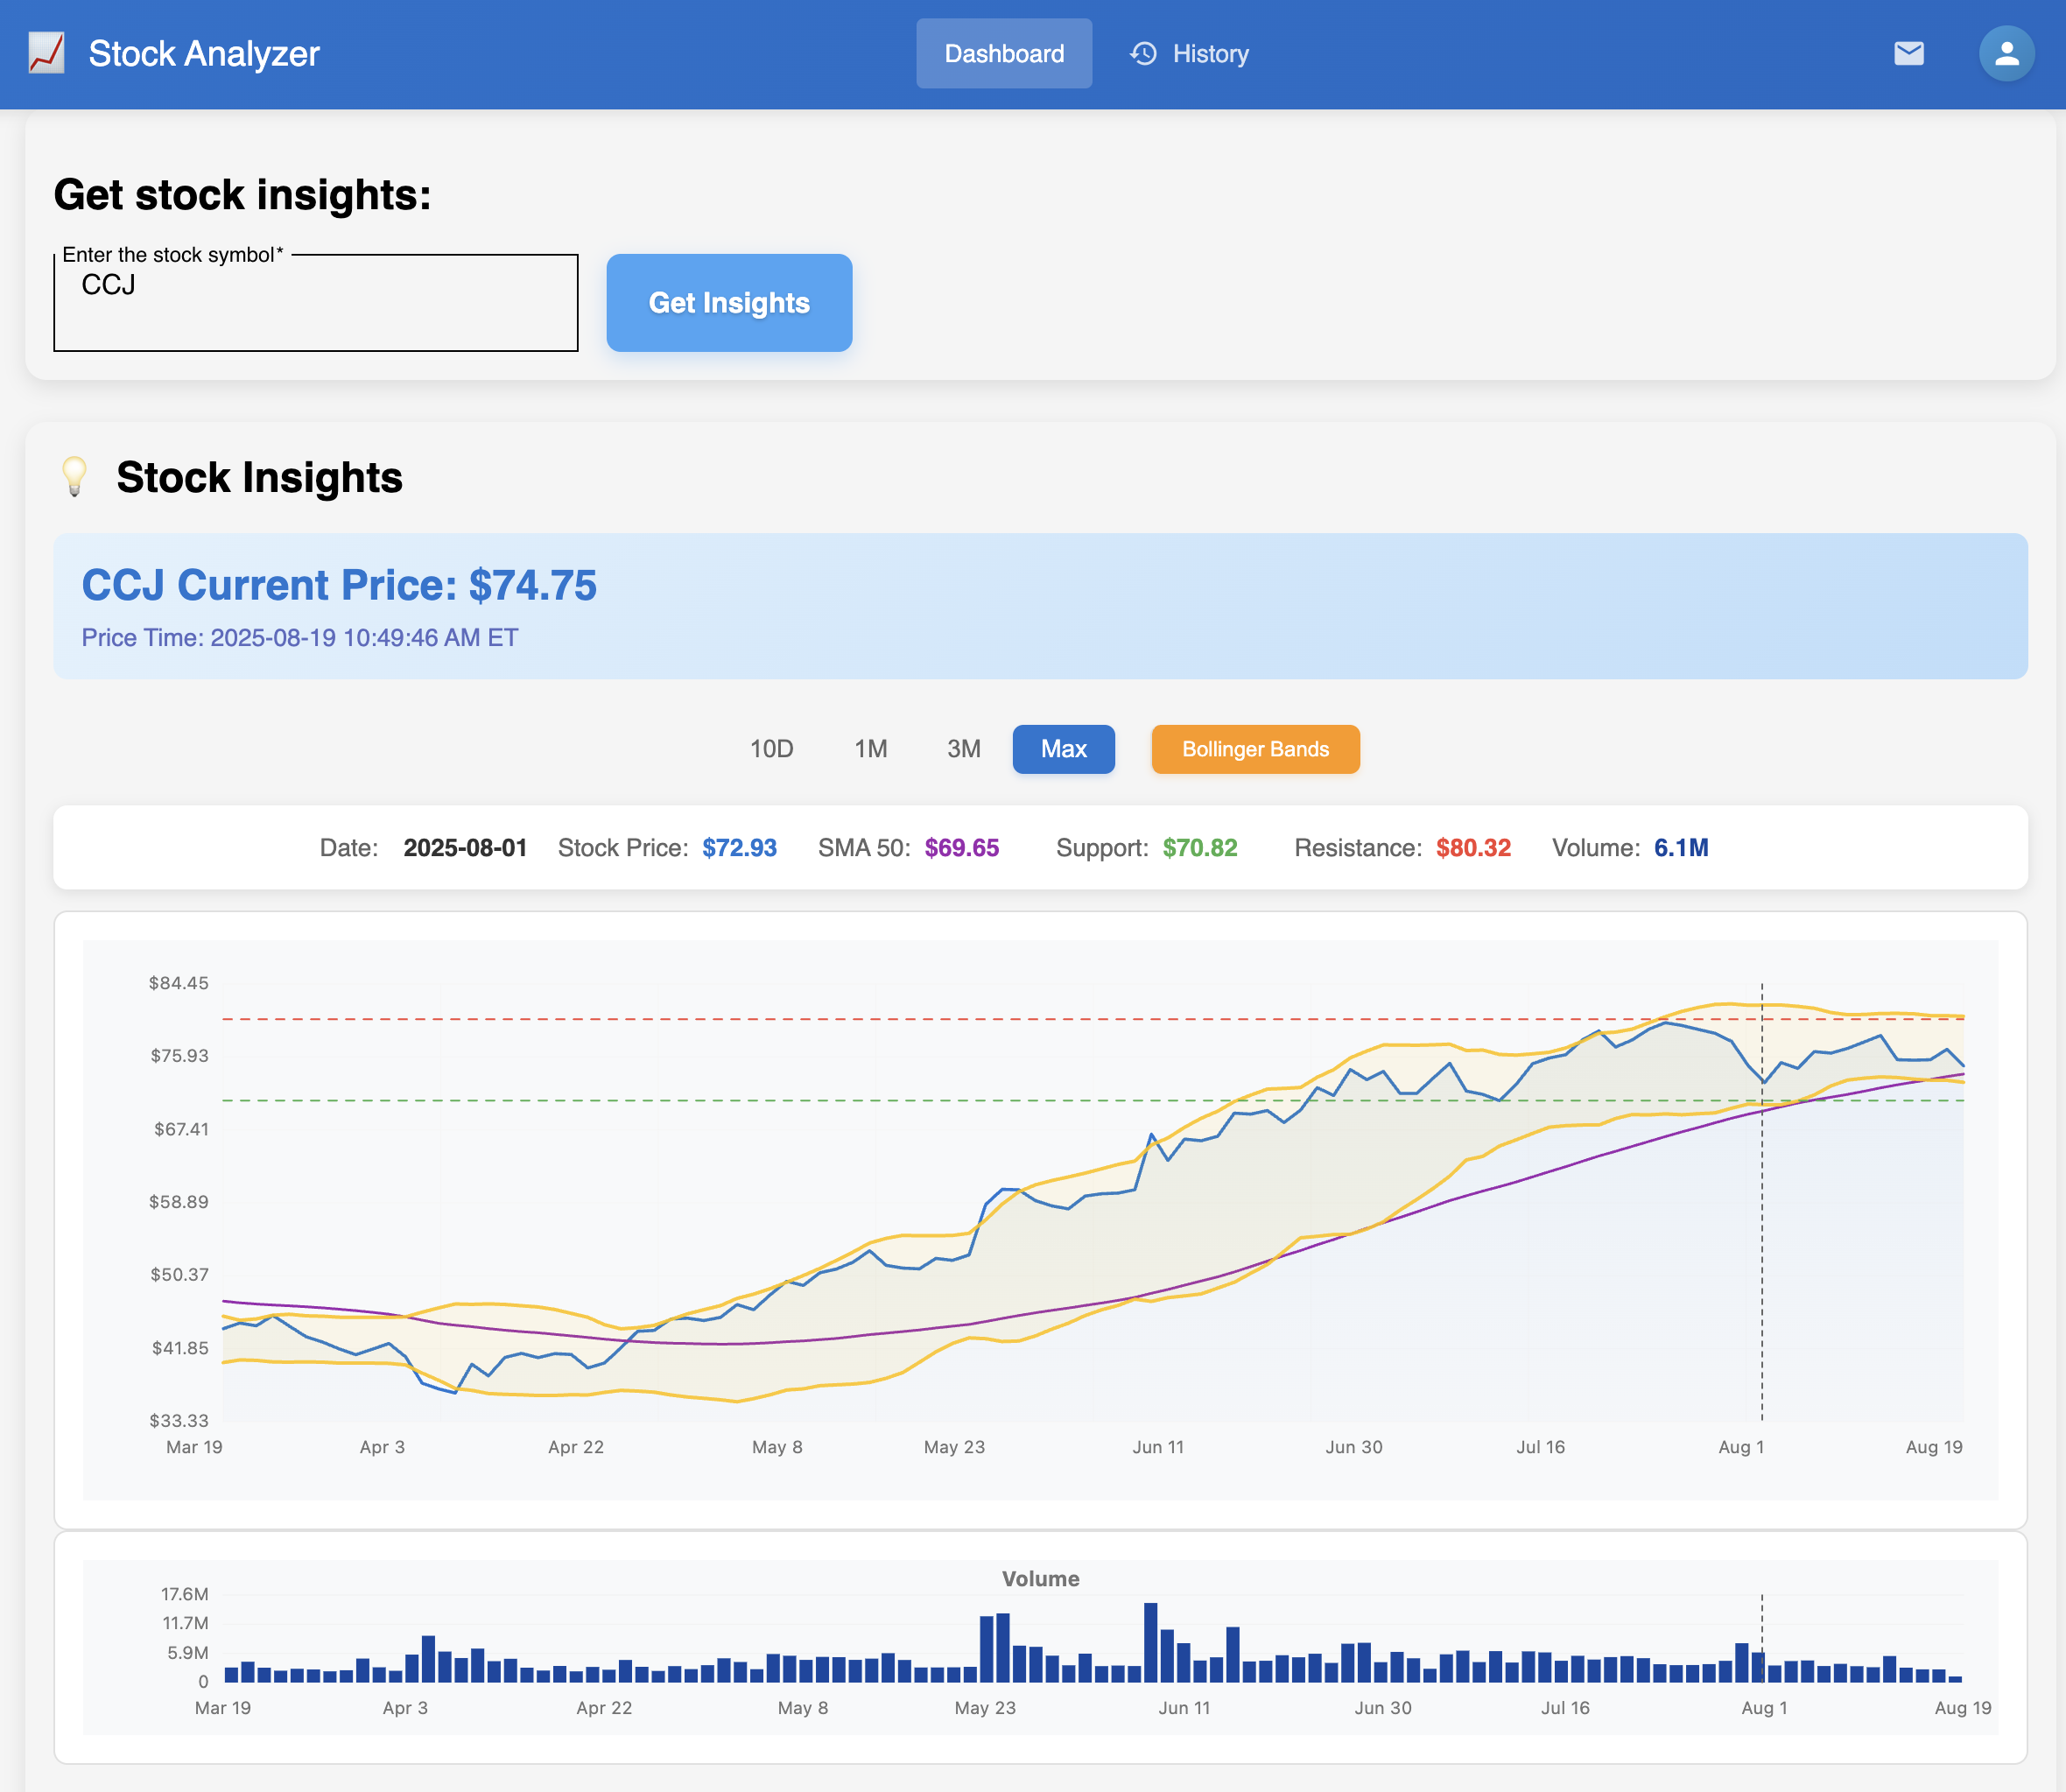 Stock Analyzer
Dashboard
History
Get stock insights:
Enter the stock symbol*
CCJ
Get Insights
Stock Insights
CCJ Current Price: $74.75
Price Time: 2025-08-19 10:49:46 AM ET
10D 1M 3M Max Bollinger Bands
Date: 2025-08-01 Stock Price: $72.93 SMA 50: $69.65 Support: $70.82 Resistance: $80.32 Volume: 6.1M
$84.45
$75.93
$67.41
$58.89
$50.37
$41.85
$33.33
Mar 19 Apr 3 Apr 22 May 8 May 23 Jun 11 Jun 30 Jul 16 Aug 1 Aug 19
Volume
17.6M
11.7M
5.9M
0
Mar 19 Apr 3 Apr 22 May 8 May 23 Jun 11 Jun 30 Jul 16 Aug 1 Aug 19